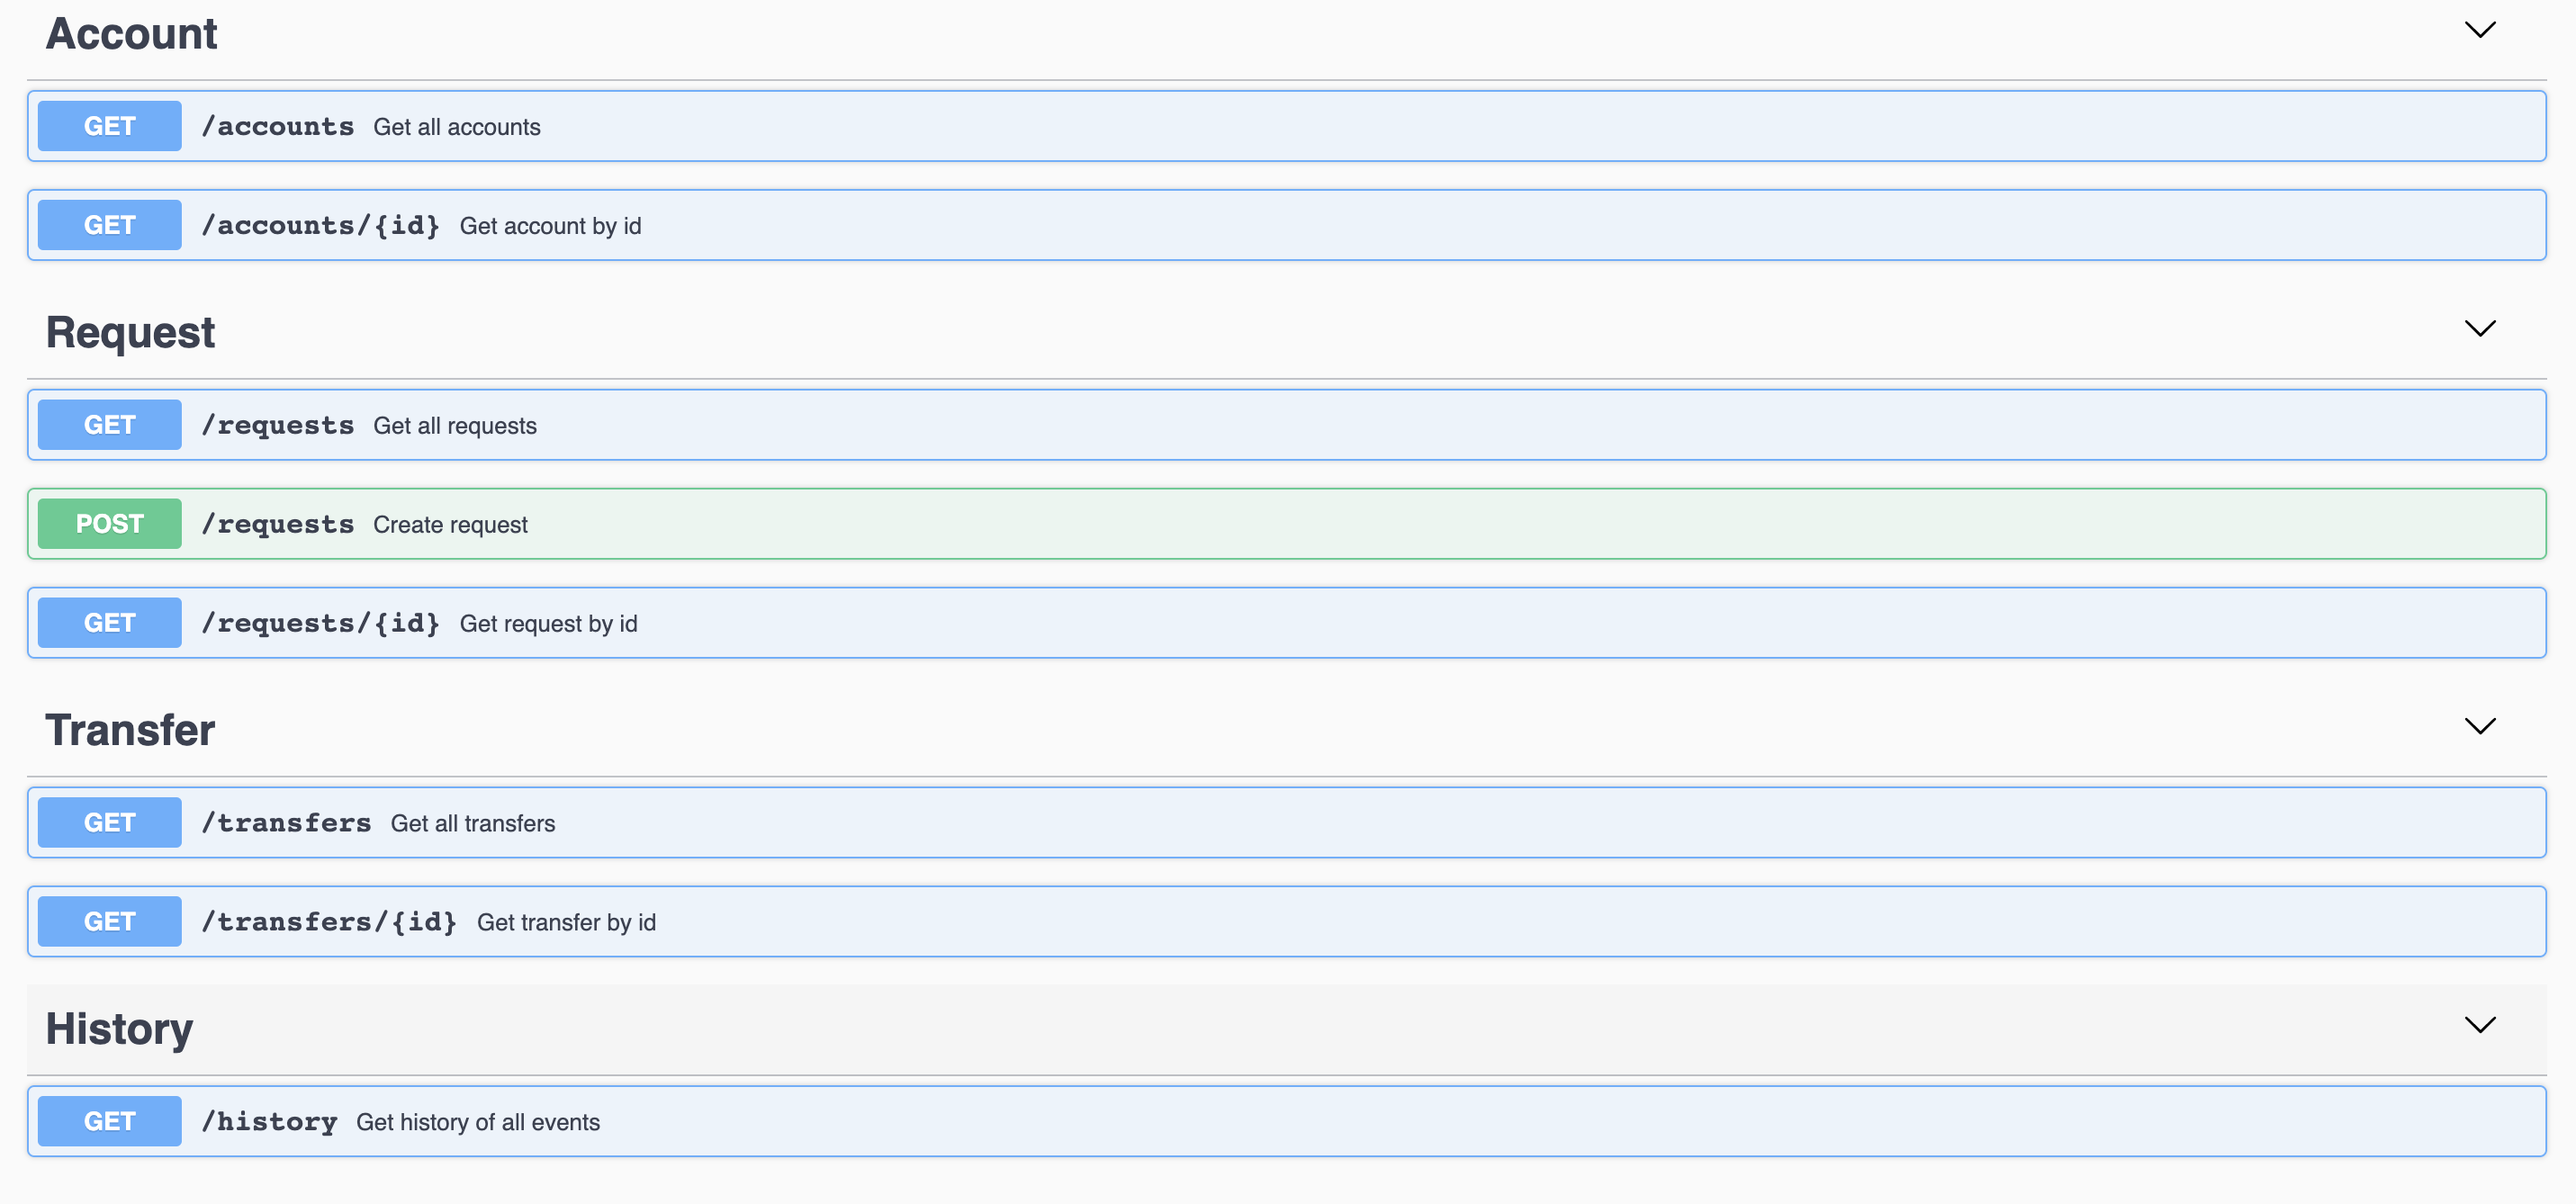 Account
GET /accounts Get all accounts
GET /accounts/{id} Get account by id
Request
GET /requests Get all requests
POST /requests Create request
GET /requests/{id} Get request by id
Transfer
GET /transfers Get all transfers
GET /transfers/{id} Get transfer by id
History
GET /history Get history of all events